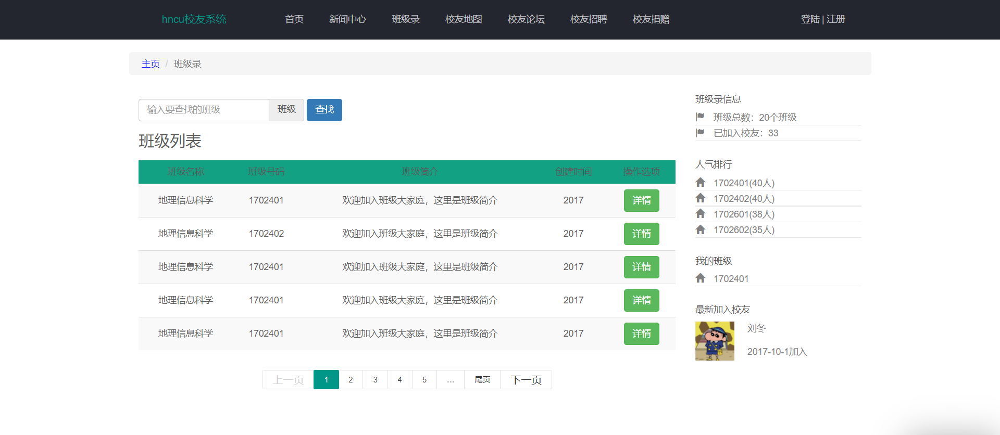 hncu校友系统 首页 新闻中心 班级录 校友地图 校友论坛 校友招聘 校友捐赠 登陆 | 注册
主页 / 班级录
输入要查找的班级 班级 查找
班级列表
班级名称 班级号码 班级简介 创建时间 操作选项
地理信息科学 1702401 欢迎加入班级大家庭，这里是班级简介 2017 详情
地理信息科学 1702402 欢迎加入班级大家庭，这里是班级简介 2017 详情
地理信息科学 1702401 欢迎加入班级大家庭，这里是班级简介 2017 详情
地理信息科学 1702401 欢迎加入班级大家庭，这里是班级简介 2017 详情
地理信息科学 1702401 欢迎加入班级大家庭，这里是班级简介 2017 详情
上一页 1 2 3 4 5 ... 尾页 下一页
班级录信息
班级总数：20个班级
已加入校友：33
人气排行
1702401(40人)
1702402(40人)
1702601(38人)
1702602(35人)
我的班级
1702401
最新加入校友
刘冬
2017-10-1加入